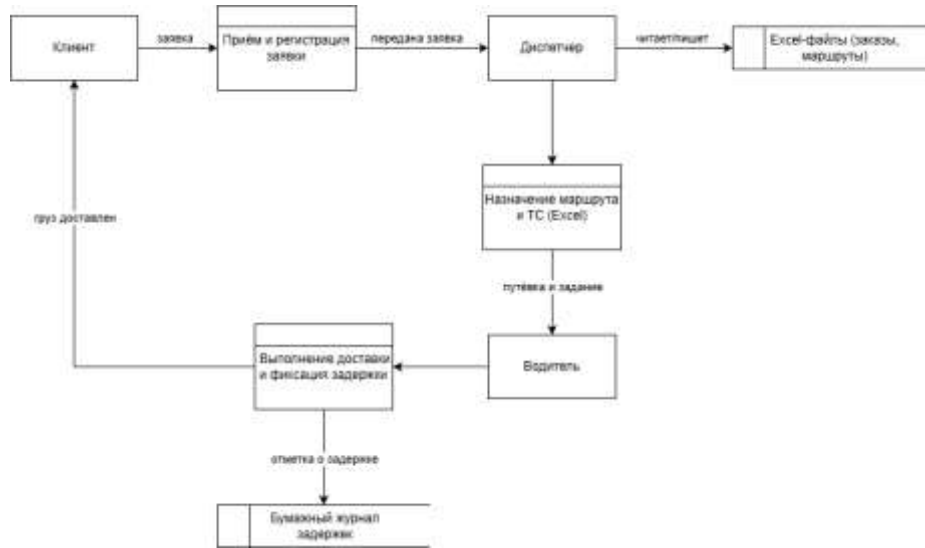 Клиент
заявка
Приём и регистрация
заявки
передана заявка
Диспетчер
читает/пишет
Excel-файлы (заказы,
маршруты)
Назначение маршрута
и ТС (Excel)
груз доставлен
путёвка и задание
Выполнение доставки
и фиксация задержки
Водитель
отметка о задержке
Бумажный журнал
задержек